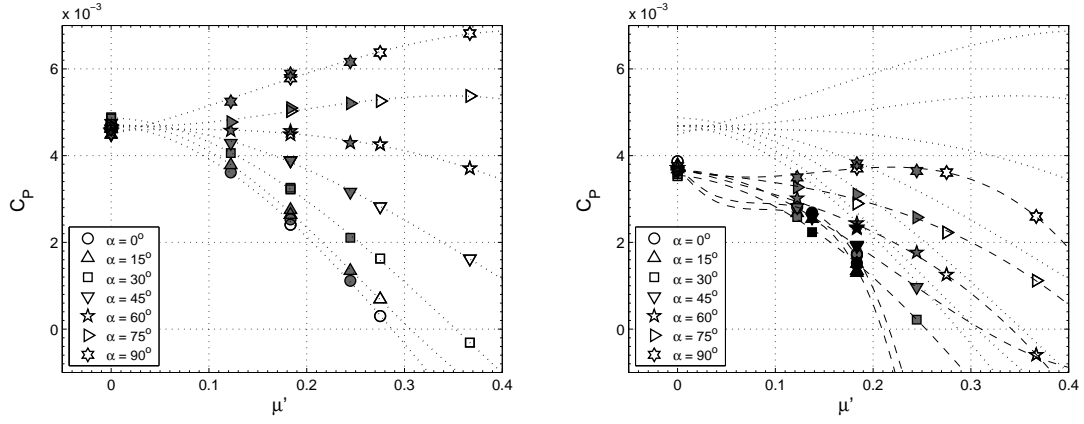 x 10⁻³
6
4
2
0
C_P
α = 0°
α = 15°
α = 30°
α = 45°
α = 60°
α = 75°
α = 90°
0
0.1
0.2
0.3
0.4
μ'
x 10⁻³
6
4
2
0
C_P
α = 0°
α = 15°
α = 30°
α = 45°
α = 60°
α = 75°
α = 90°
0
0.1
0.2
0.3
0.4
μ'